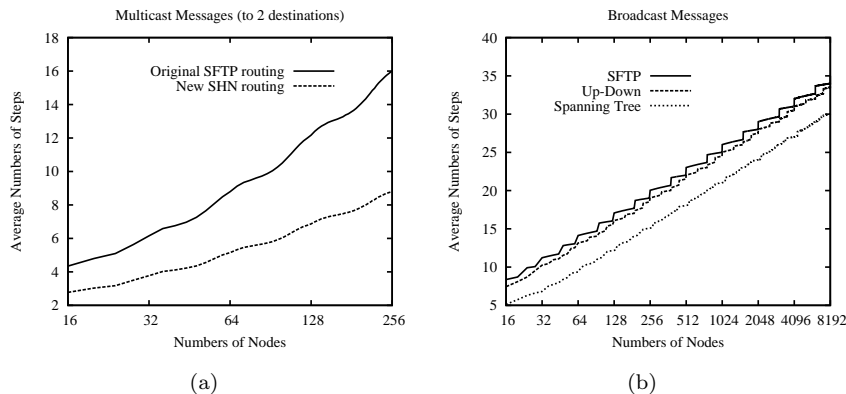 Multicast Messages (to 2 destinations)
18
16
14
12
10
8
6
4
2
Average Numbers of Steps
Original SFTP routing
New SHN routing
16 32 64 128 256
Numbers of Nodes
(a)
Broadcast Messages
40
35
30
25
20
15
10
5
Average Numbers of Steps
SFTP
Up-Down
Spanning Tree
16 32 64 128 256 512 1024 2048 4096 8192
Numbers of Nodes
(b)